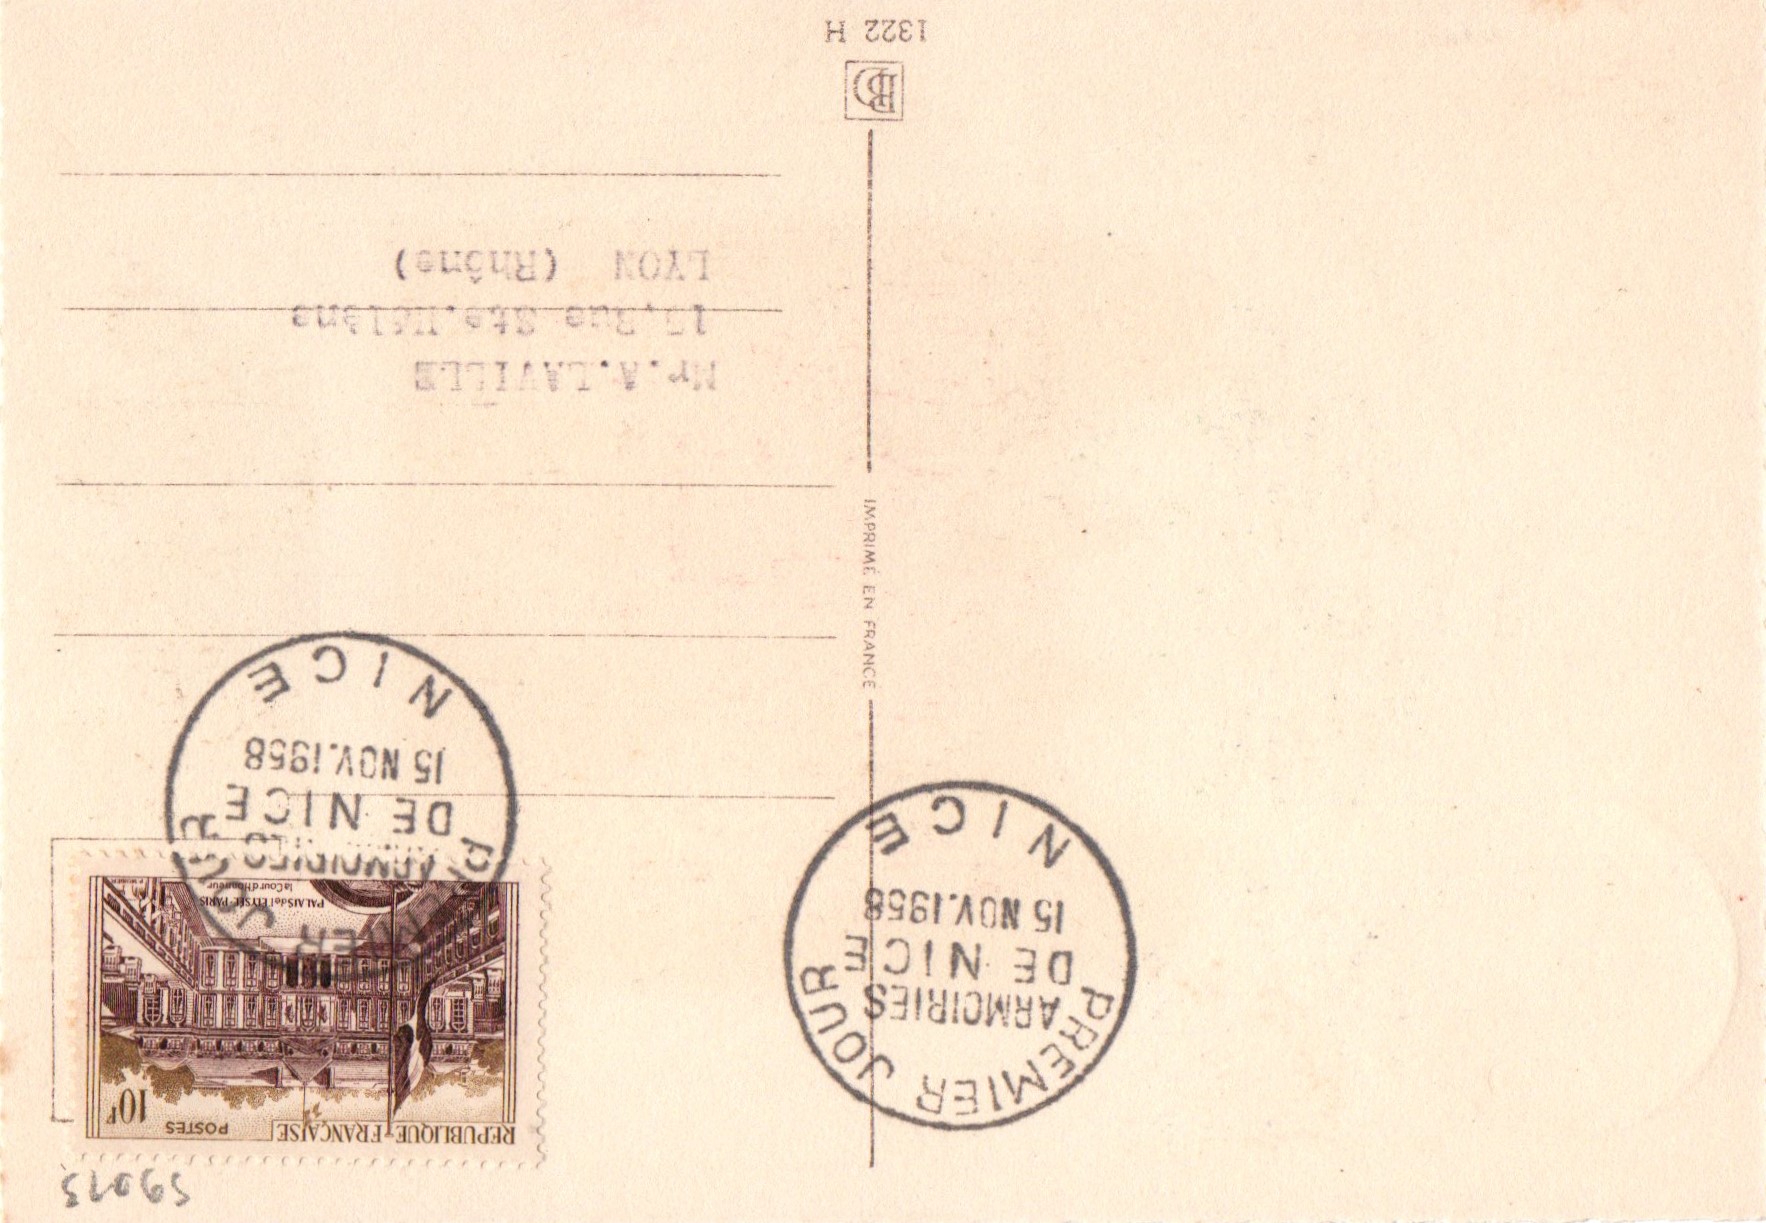 S9013
PREMIER JOUR
ARMOIRIES
DE NICE
15 NOV.1958
NICE
REPUBLIQUE FRANÇAISE
POSTES
10F
PALAIS de l'ELYSÉE PARIS
la Cour d'Honneur
PREMIER JOUR
ARMOIRIES
DE NICE
15 NOV.1958
NICE
IMPRIMÉ EN FRANCE
Mr.A.LAVILLE
Rue Ste.Hélène
LYON (Rhône)
BD
1322 H